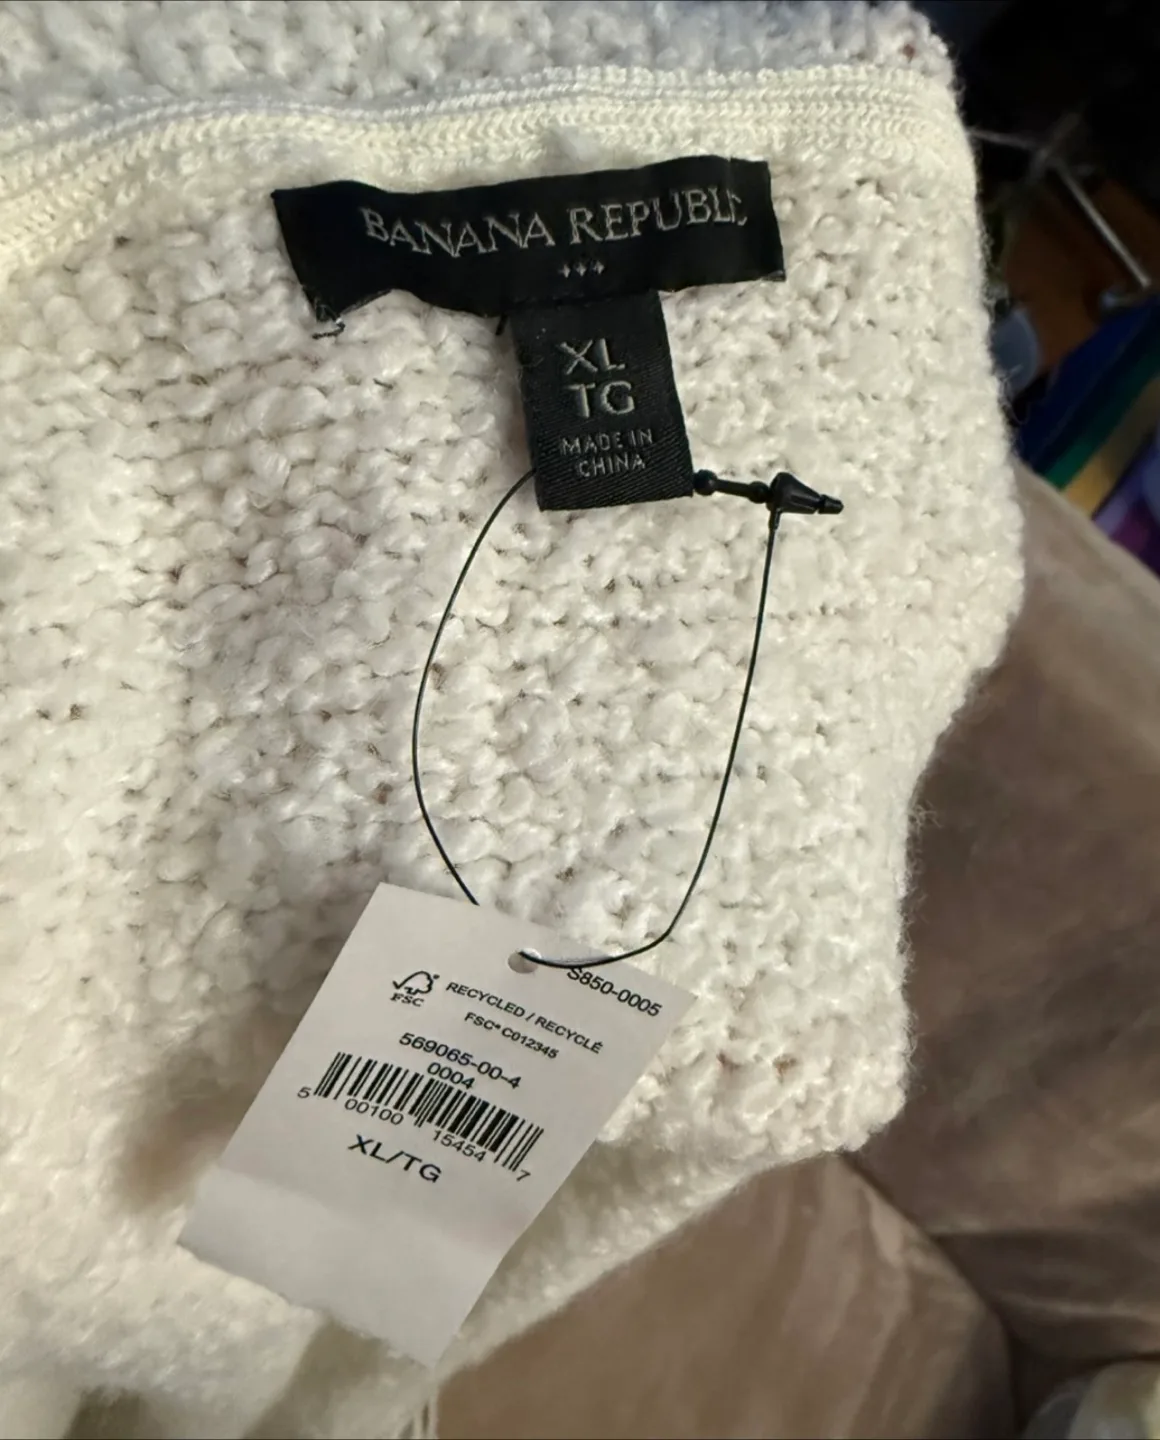 BANANA REPUBLI
XL
TG
MADE IN
CHINA
S850-0005
FSC
RECYCLED / RECYCLÉ
FSC® C012345
569065-00-4
0004
5 00100 15454 7
XL/TG